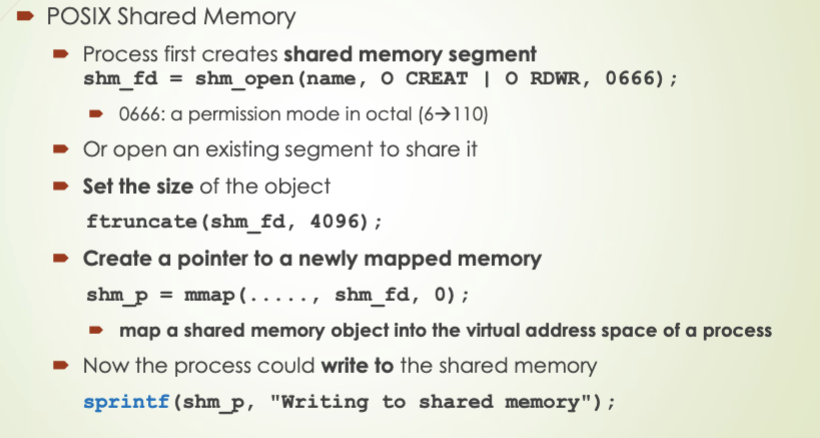 POSIX Shared Memory
Process first creates shared memory segment
shm_fd = shm_open(name, O CREAT | O RDWR, 0666);
0666: a permission mode in octal (6→110)
Or open an existing segment to share it
Set the size of the object
ftruncate(shm_fd, 4096);
Create a pointer to a newly mapped memory
shm_p = mmap(....., shm_fd, 0);
map a shared memory object into the virtual address space of a process
Now the process could write to the shared memory
sprintf(shm_p, "Writing to shared memory");